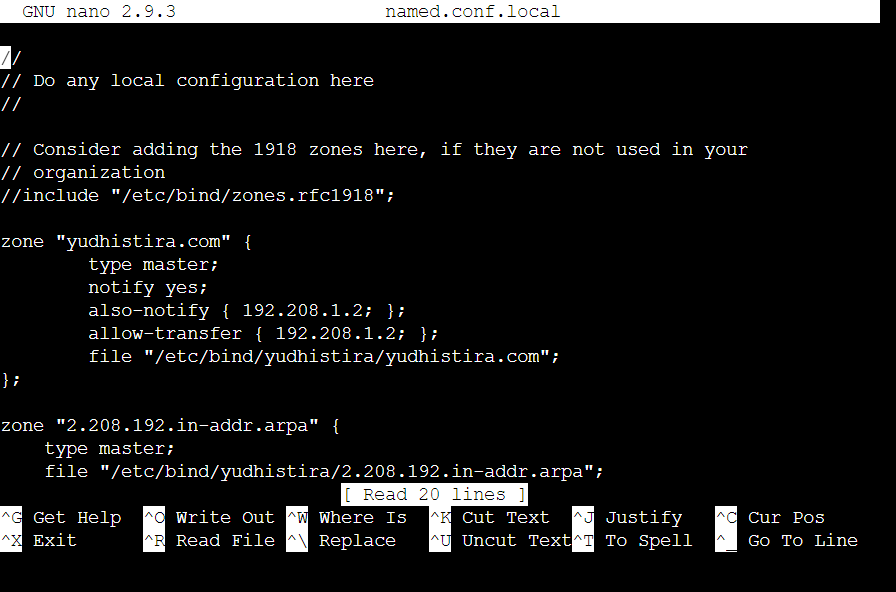 GNU nano 2.9.3 named.conf.local
//
// Do any local configuration here
//
// Consider adding the 1918 zones here, if they are not used in your
// organization
//include "/etc/bind/zones.rfc1918";
zone "yudhistira.com" {
        type master;
        notify yes;
        also-notify { 192.208.1.2; };
        allow-transfer { 192.208.1.2; };
        file "/etc/bind/yudhistira/yudhistira.com";
};
zone "2.208.192.in-addr.arpa" {
    type master;
    file "/etc/bind/yudhistira/2.208.192.in-addr.arpa";
[ Read 20 lines ]
^G Get Help ^O Write Out ^W Where Is ^K Cut Text ^J Justify ^C Cur Pos
^X Exit ^R Read File ^\ Replace ^U Uncut Text ^T To Spell ^_ Go To Line